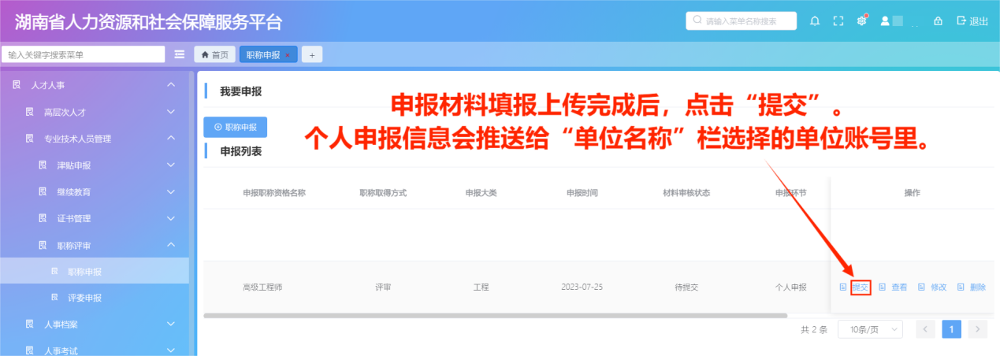 湖南省人力资源和社会保障服务平台
请输入菜单名称搜索
退出
输入关键字搜索菜单
首页
职称申报 ×
+
人才人事
高层次人才
专业技术人员管理
津贴申报
继续教育
证书管理
职称评审
职称申报
评委申报
人事档案
人事考试
我要申报
申报材料填报上传完成后，点击“提交”。
职称申报
个人申报信息会推送给“单位名称”栏选择的单位账号里。
申报列表
申报职称资格名称 职称取得方式 申报大类 申报时间 材料审核状态 申报环节 操作
高级工程师 评审 工程 2023-07-25 待提交 个人申报 提交 查看 修改 删除
共 2 条 10条/页 < 1 >